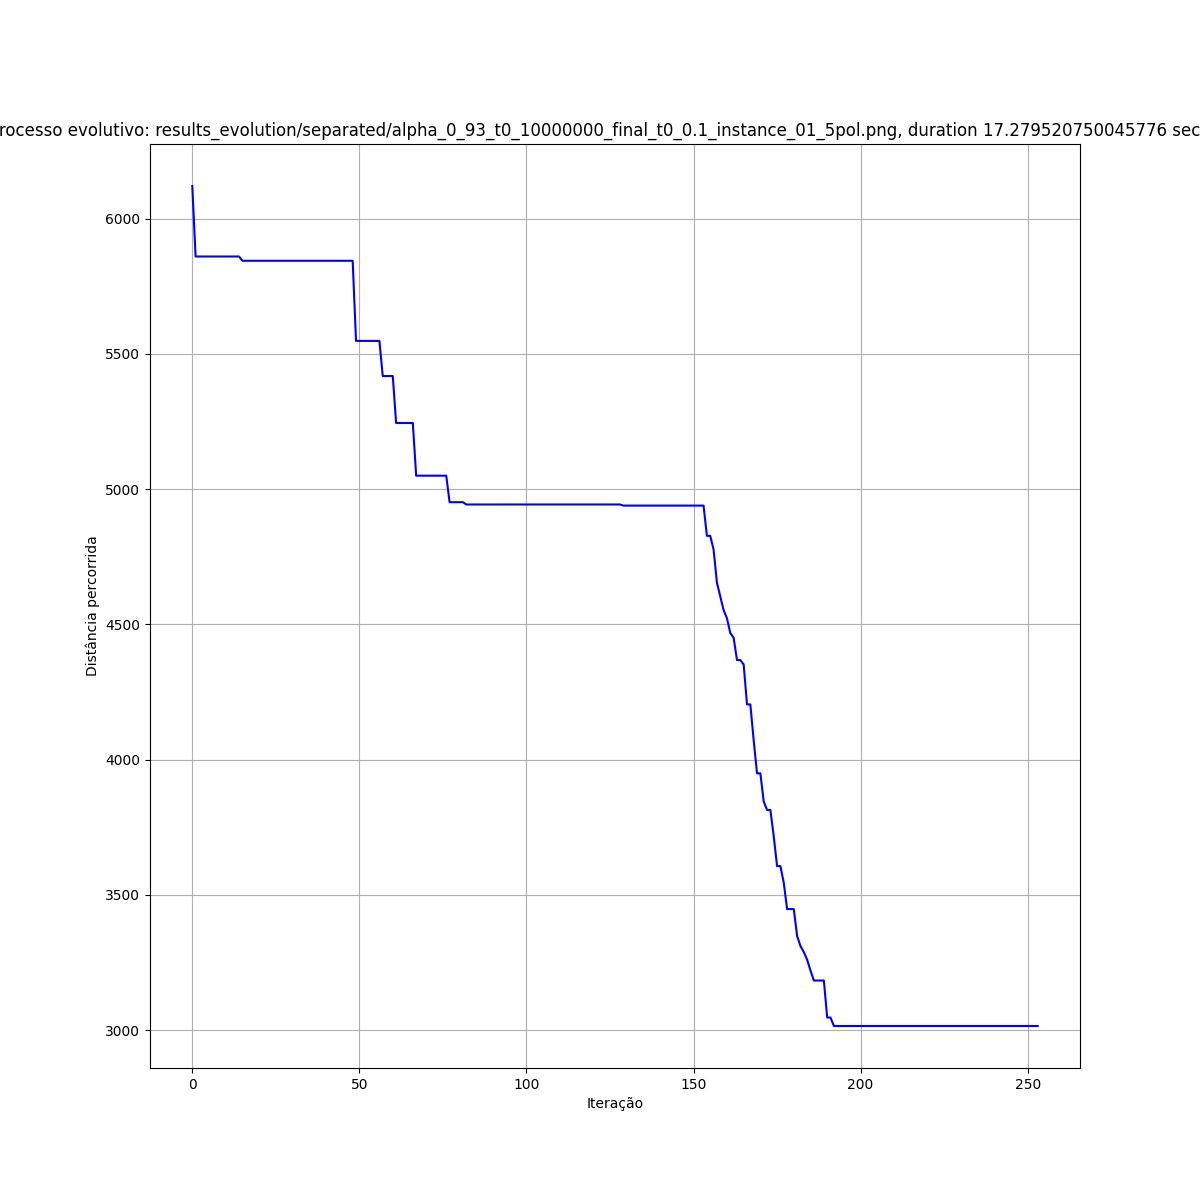 rocesso evolutivo: results_evolution/separated/alpha_0_93_t0_10000000_final_t0_0.1_instance_01_5pol.png, duration 17.279520750045776 sec
6000
5500
5000
4500
4000
3500
3000
Distância percorrida
0 50 100 150 200 250
Iteração